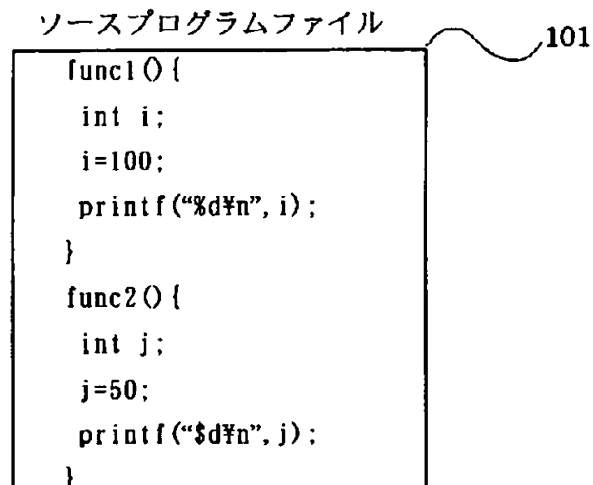 ソースプログラムファイル
101
func1(){
int i;
i=100;
printf("%d¥n",i);
}
func2(){
int j;
j=50;
printf("$d¥n",j);
}